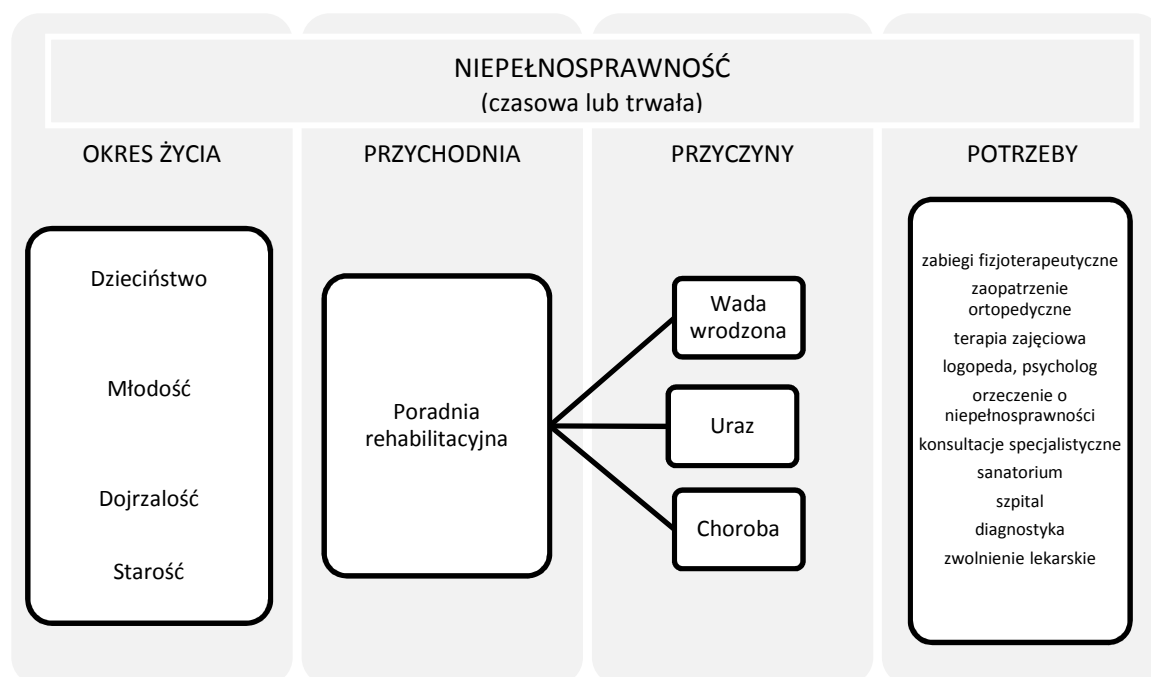 NIEPEŁNOSPRAWNOŚĆ
(czasowa lub trwała)
OKRES ŻYCIA
Dzieciństwo
Młodość
Dojrzalość
Starość
PRZYCHODNIA
Poradnia
rehabilitacyjna
PRZYCZYNY
Wada
wrodzona
Uraz
Choroba
POTRZEBY
zabiegi fizjoterapeutyczne
zaopatrzenie
ortopedyczne
terapia zajęciowa
logopeda, psycholog
orzeczenie o
niepełnosprawności
konsultacje specjalistyczne
sanatorium
szpital
diagnostyka
zwolnienie lekarskie